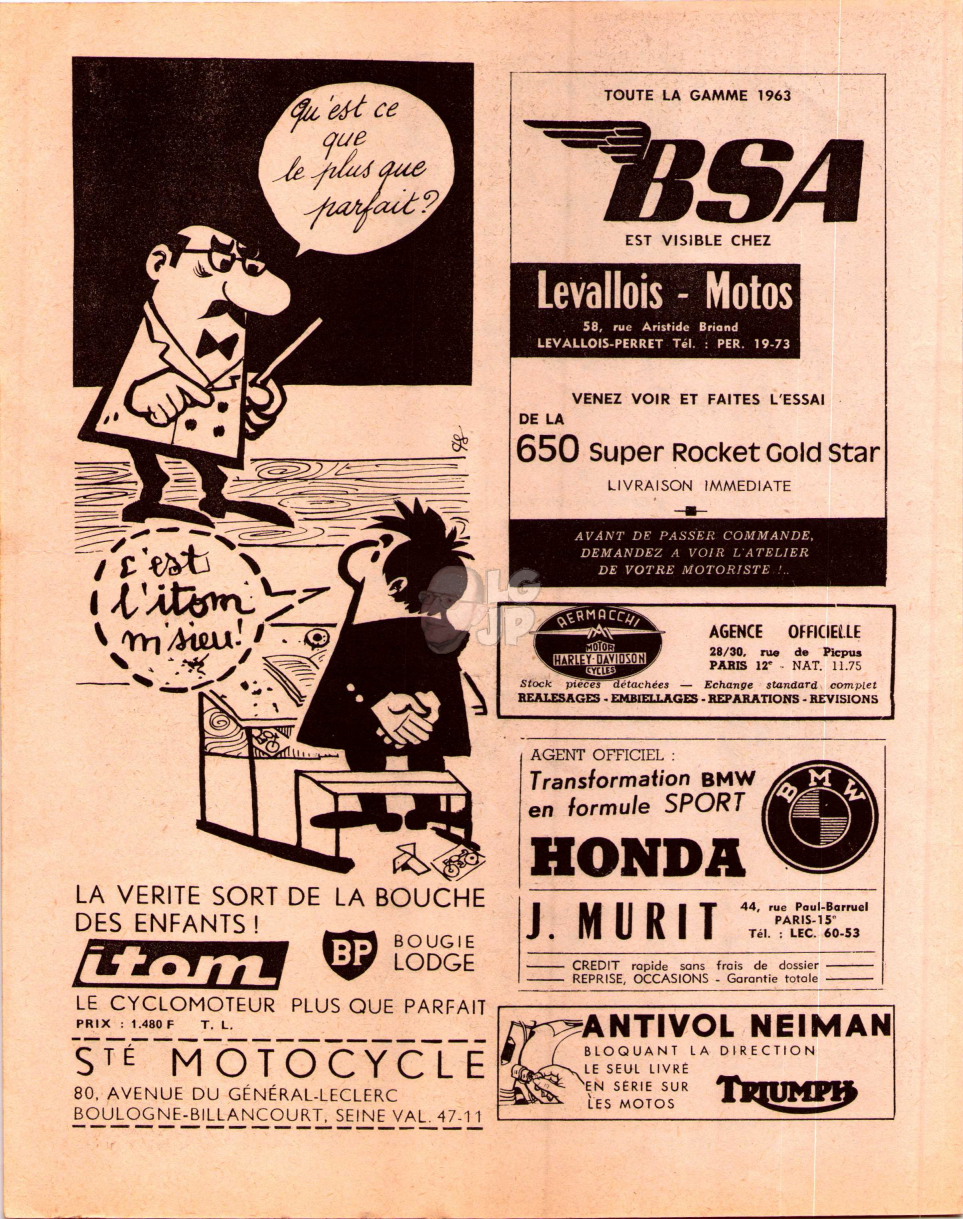 Qu'est ce
que
le plus que
parfait?
c'est
l'itom
m'sieu!
LA VERITE SORT DE LA BOUCHE
DES ENFANTS !
itom
BP
BOUGIE
LODGE
LE CYCLOMOTEUR PLUS QUE PARFAIT
PRIX : 1.480 F T. L.
STÉ MOTOCYCLE
80, AVENUE DU GÉNÉRAL-LECLERC
BOULOGNE-BILLANCOURT, SEINE VAL. 47-11
TOUTE LA GAMME 1963
BSA
EST VISIBLE CHEZ
Levallois - Motos
58, rue Aristide Briand
LEVALLOIS-PERRET Tél. : PER. 19-73
VENEZ VOIR ET FAITES L'ESSAI
DE LA
650 Super Rocket Gold Star
LIVRAISON IMMEDIATE
AVANT DE PASSER COMMANDE,
DEMANDEZ A VOIR L'ATELIER
DE VOTRE MOTORISTE !..
LG
JP
AERMACCHI
MOTOR
HARLEY-DAVIDSON
CYCLES
AGENCE OFFICIELLE
28/30, rue de Picpus
PARIS 12e - NAT. 11.75
Stock pièces détachées — Echange standard complet
REALESAGES - EMBIELLAGES - REPARATIONS - REVISIONS
AGENT OFFICIEL :
Transformation BMW
en formule SPORT
BMW
HONDA
J. MURIT
44, rue Paul-Barruel
PARIS-15e
Tél. : LEC. 60-53
CREDIT rapide sans frais de dossier
REPRISE, OCCASIONS - Garantie totale
ANTIVOL NEIMAN
BLOQUANT LA DIRECTION
LE SEUL LIVRÉ
EN SÉRIE SUR
LES MOTOS
TRIUMPH